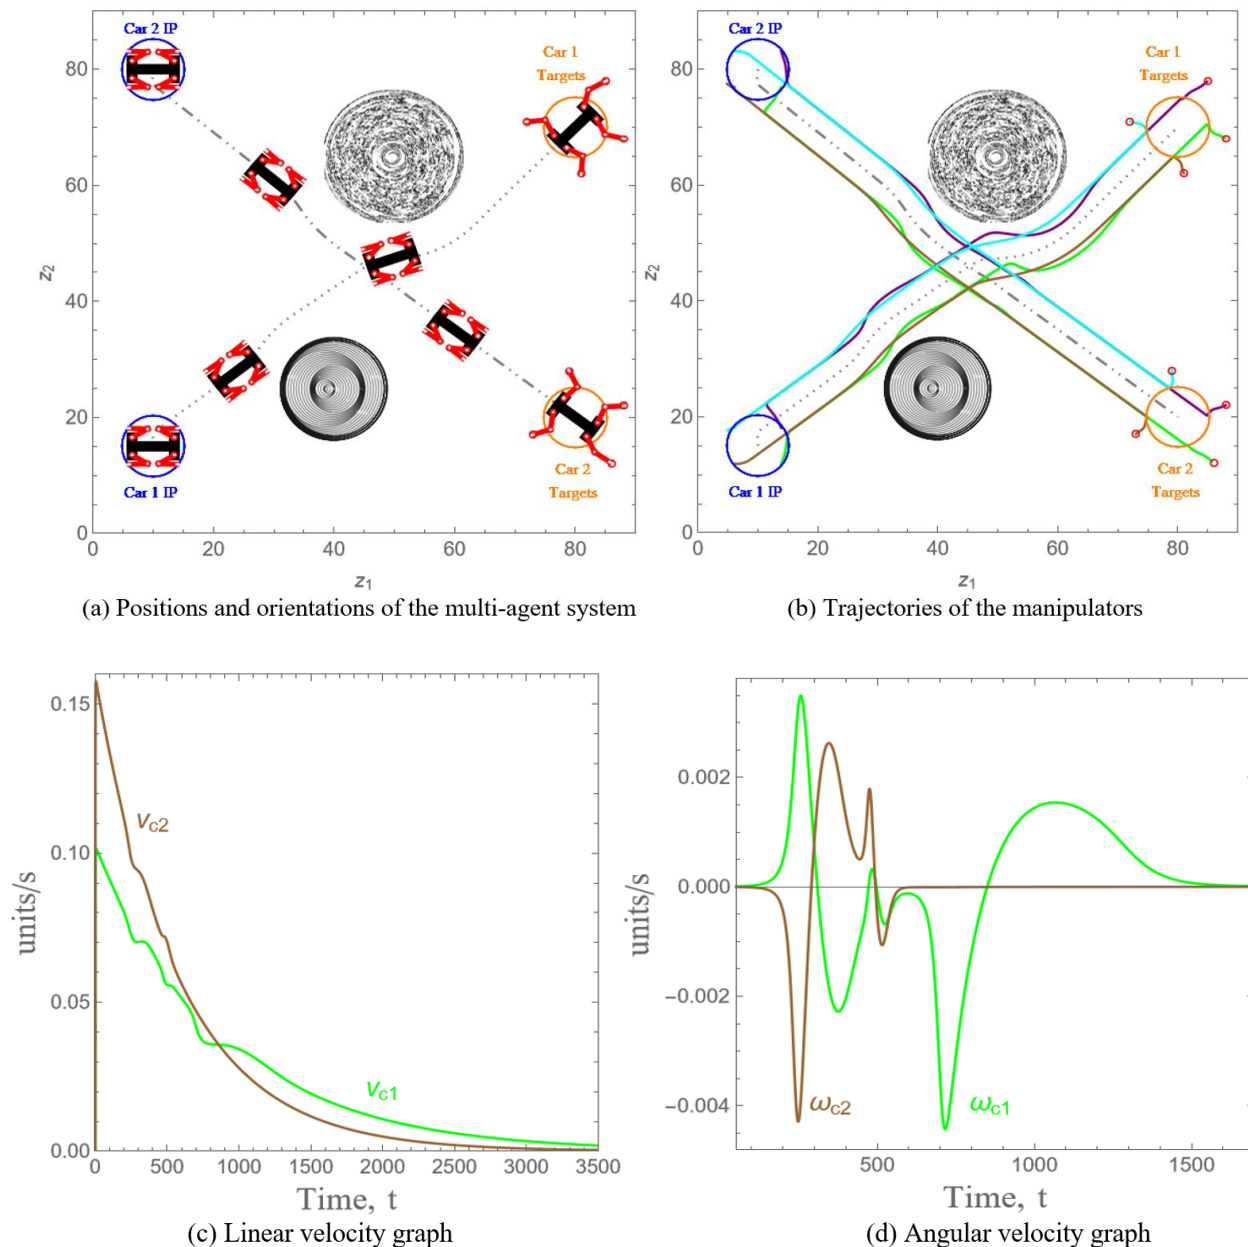 Car 2 IP
Car 1
Targets
80
60
z2
40
20
Car 1 IP
Car 2
Targets
0
0 20 40 60 80
z1
(a) Positions and orientations of the multi-agent system
Car 2 IP
Car 1
Targets
80
60
z2
40
20
Car 1 IP
Car 2
Targets
0
0 20 40 60 80
z1
(b) Trajectories of the manipulators
0.15
vc2
0.10
units/s
0.05
vc1
0.00
0 500 1000 1500 2000 2500 3000 3500
Time, t
(c) Linear velocity graph
0.002
0.000
units/s
−0.002
−0.004
ωc2
ωc1
500 1000 1500
Time, t
(d) Angular velocity graph